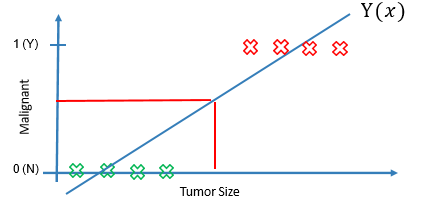 Y(x)
1 (Y)
Malignant
0 (N)
Tumor Size